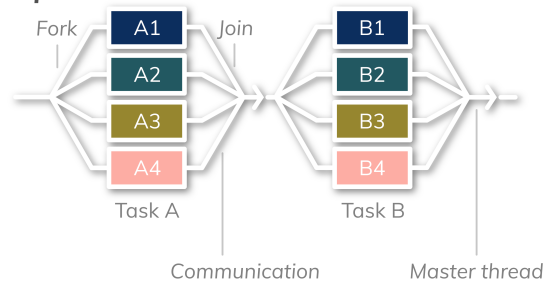 Fork
Join
A1
B1
A2
B2
A3
B3
A4
B4
Task A
Task B
Communication
Master thread